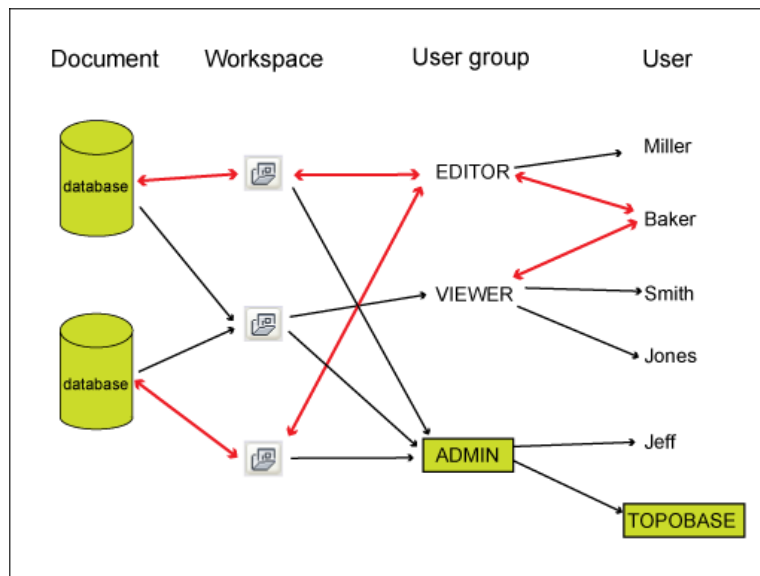 Document Workspace User group User
Miller
database EDITOR
Baker
VIEWER Smith
database Jones
ADMIN Jeff
TOPOBASE